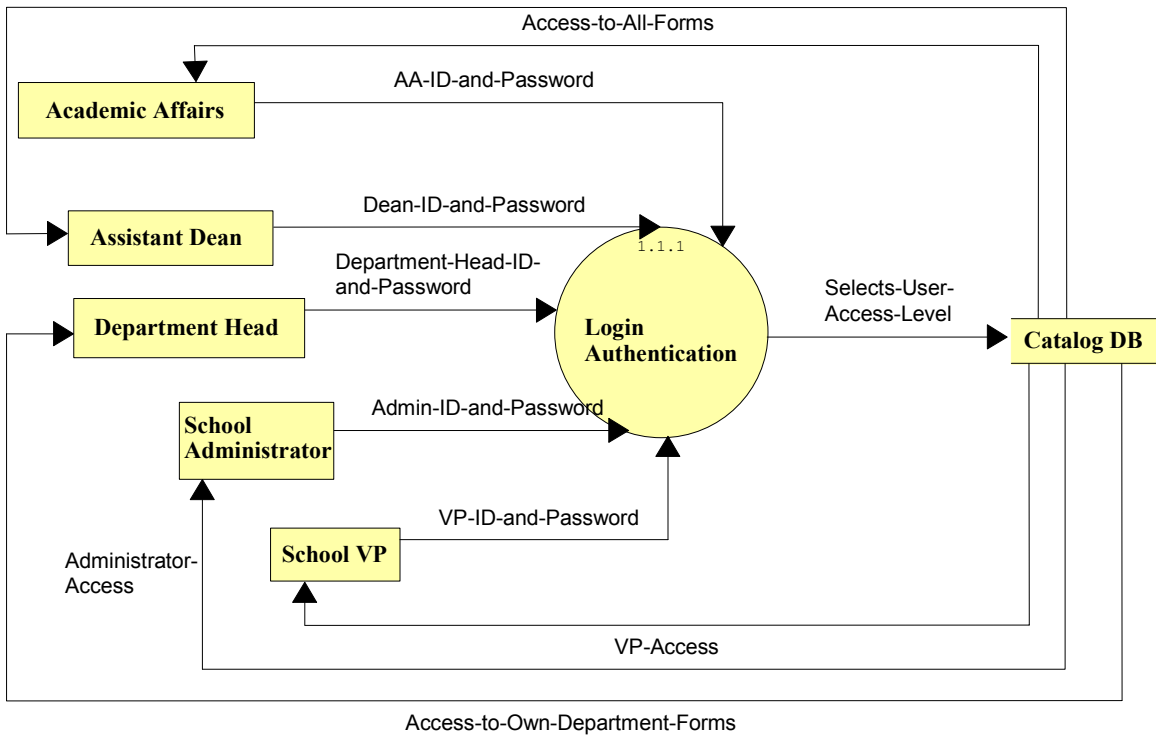 Access-to-All-Forms
AA-ID-and-Password
Academic Affairs
Dean-ID-and-Password
Assistant Dean
1.1.1
Department-Head-ID-
and-Password
Department Head
Selects-User-
Access-Level
Login
Authentication
Catalog DB
Admin-ID-and-Password
School
Administrator
VP-ID-and-Password
School VP
Administrator-
Access
VP-Access
Access-to-Own-Department-Forms